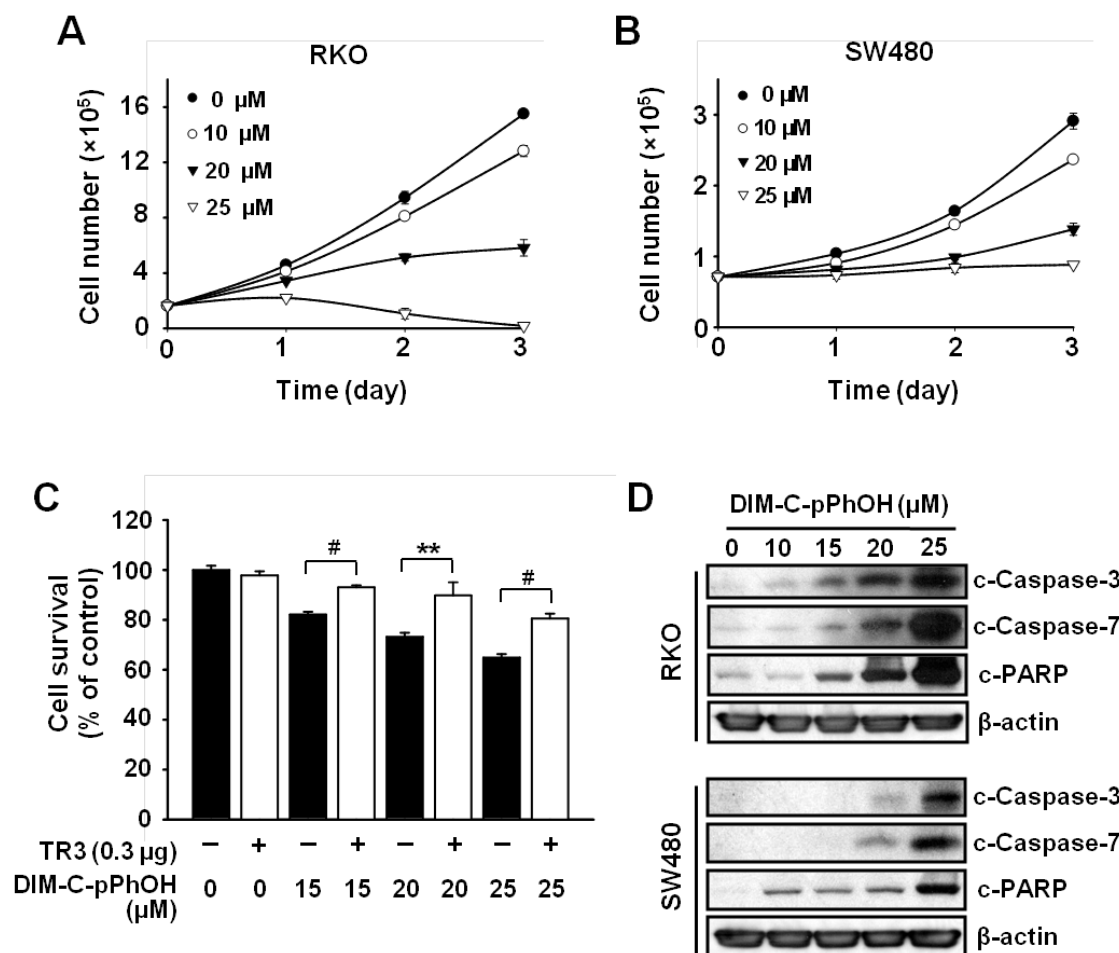 A
RKO
Cell number (×10⁵)
16
12
8
4
0
0 µM
10 µM
20 µM
25 µM
0 1 2 3
Time (day)
B
SW480
Cell number (×10⁵)
3
2
1
0
0 µM
10 µM
20 µM
25 µM
0 1 2 3
Time (day)
C
Cell survival
(% of control)
120
100
80
60
40
20
0
# ** #
TR3 (0.3 µg) − + − + − + − +
DIM-C-pPhOH 0 0 15 15 20 20 25 25
(µM)
D
DIM-C-pPhOH (µM)
0 10 15 20 25
RKO
c-Caspase-3
c-Caspase-7
c-PARP
β-actin
SW480
c-Caspase-3
c-Caspase-7
c-PARP
β-actin